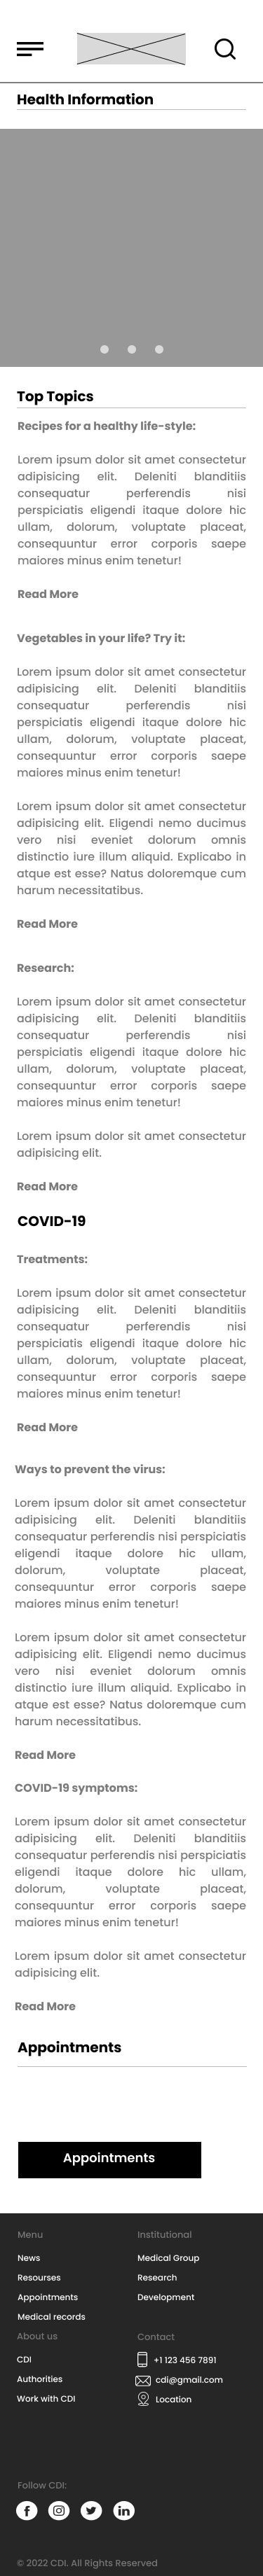 Health Information
Top Topics
Recipes for a healthy life-style:
Lorem ipsum dolor sit amet consectetur
adipisicing elit. Deleniti blanditiis
consequatur perferendis nisi
perspiciatis eligendi itaque dolore hic
ullam, dolorum, voluptate placeat,
consequuntur error corporis saepe
maiores minus enim tenetur!
Read More
Vegetables in your life? Try it:
Lorem ipsum dolor sit amet consectetur
adipisicing elit. Deleniti blanditiis
consequatur perferendis nisi
perspiciatis eligendi itaque dolore hic
ullam, dolorum, voluptate placeat,
consequuntur error corporis saepe
maiores minus enim tenetur!
Lorem ipsum dolor sit amet consectetur
adipisicing elit. Eligendi nemo ducimus
vero nisi eveniet dolorum omnis
distinctio iure illum aliquid. Explicabo in
atque est esse? Natus doloremque cum
harum necessitatibus.
Read More
Research:
Lorem ipsum dolor sit amet consectetur
adipisicing elit. Deleniti blanditiis
consequatur perferendis nisi
perspiciatis eligendi itaque dolore hic
ullam, dolorum, voluptate placeat,
consequuntur error corporis saepe
maiores minus enim tenetur!
Lorem ipsum dolor sit amet consectetur
adipisicing elit.
Read More
COVID-19
Treatments:
Lorem ipsum dolor sit amet consectetur
adipisicing elit. Deleniti blanditiis
consequatur perferendis nisi
perspiciatis eligendi itaque dolore hic
ullam, dolorum, voluptate placeat,
consequuntur error corporis saepe
maiores minus enim tenetur!
Read More
Ways to prevent the virus:
Lorem ipsum dolor sit amet consectetur
adipisicing elit. Deleniti blanditiis
consequatur perferendis nisi perspiciatis
eligendi itaque dolore hic ullam,
dolorum, voluptate placeat,
consequuntur error corporis saepe
maiores minus enim tenetur!
Lorem ipsum dolor sit amet consectetur
adipisicing elit. Eligendi nemo ducimus
vero nisi eveniet dolorum omnis
distinctio iure illum aliquid. Explicabo in
atque est esse? Natus doloremque cum
harum necessitatibus.
Read More
COVID-19 symptoms:
Lorem ipsum dolor sit amet consectetur
adipisicing elit. Deleniti blanditiis
consequatur perferendis nisi perspiciatis
eligendi itaque dolore hic ullam,
dolorum, voluptate placeat,
consequuntur error corporis saepe
maiores minus enim tenetur!
Lorem ipsum dolor sit amet consectetur
adipisicing elit.
Read More
Appointments
Appointments
Menu
News
Resourses
Appointments
Medical records
About us
CDI
Authorities
Work with CDI
Institutional
Medical Group
Research
Development
Contact
+1 123 456 7891
cdi@gmail.com
Location
Follow CDI:
© 2022 CDI. All Rights Reserved